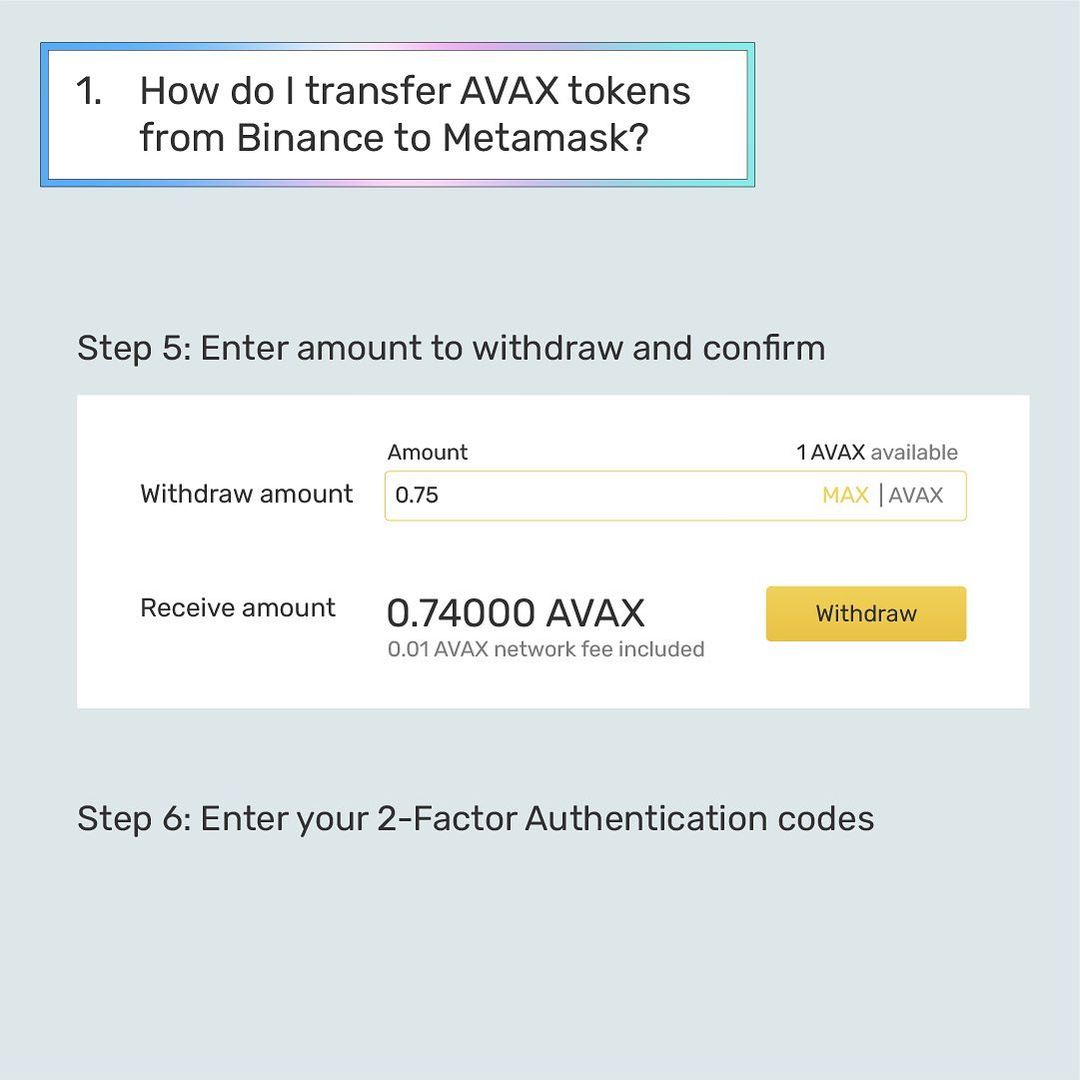 1. How do I transfer AVAX tokens
from Binance to Metamask?
Step 5: Enter amount to withdraw and confirm
Amount 1 AVAX available
Withdraw amount 0.75 MAX | AVAX
Receive amount 0.74000 AVAX Withdraw
0.01 AVAX network fee included
Step 6: Enter your 2-Factor Authentication codes